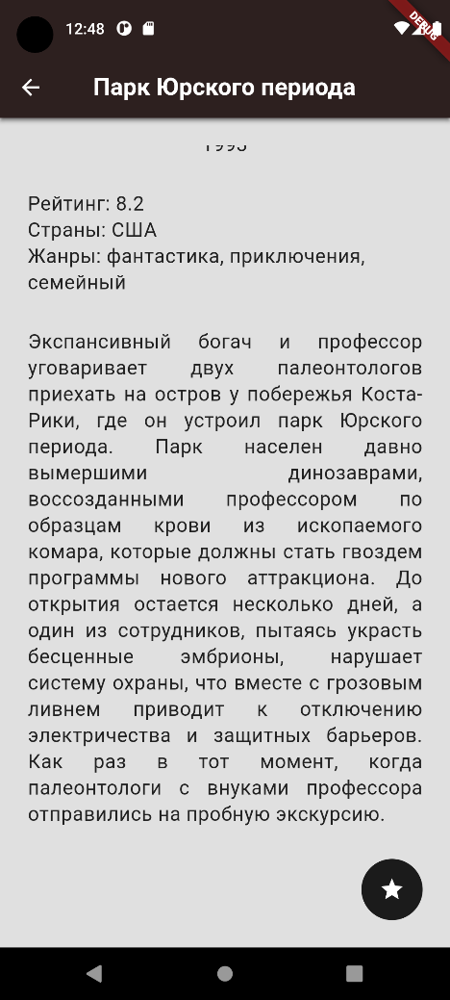 12:48
DEBUG
Парк Юрского периода
1993
Рейтинг: 8.2
Страны: США
Жанры: фантастика, приключения,
семейный
Экспансивный богач и профессор
уговаривает двух палеонтологов
приехать на остров у побережья Коста-
Рики, где он устроил парк Юрского
периода. Парк населен давно
вымершими динозаврами,
воссозданными профессором по
образцам крови из ископаемого
комара, которые должны стать гвоздем
программы нового аттракциона. До
открытия остается несколько дней, а
один из сотрудников, пытаясь украсть
бесценные эмбрионы, нарушает
систему охраны, что вместе с грозовым
ливнем приводит к отключению
электричества и защитных барьеров.
Как раз в тот момент, когда
палеонтологи с внуками профессора
отправились на пробную экскурсию.